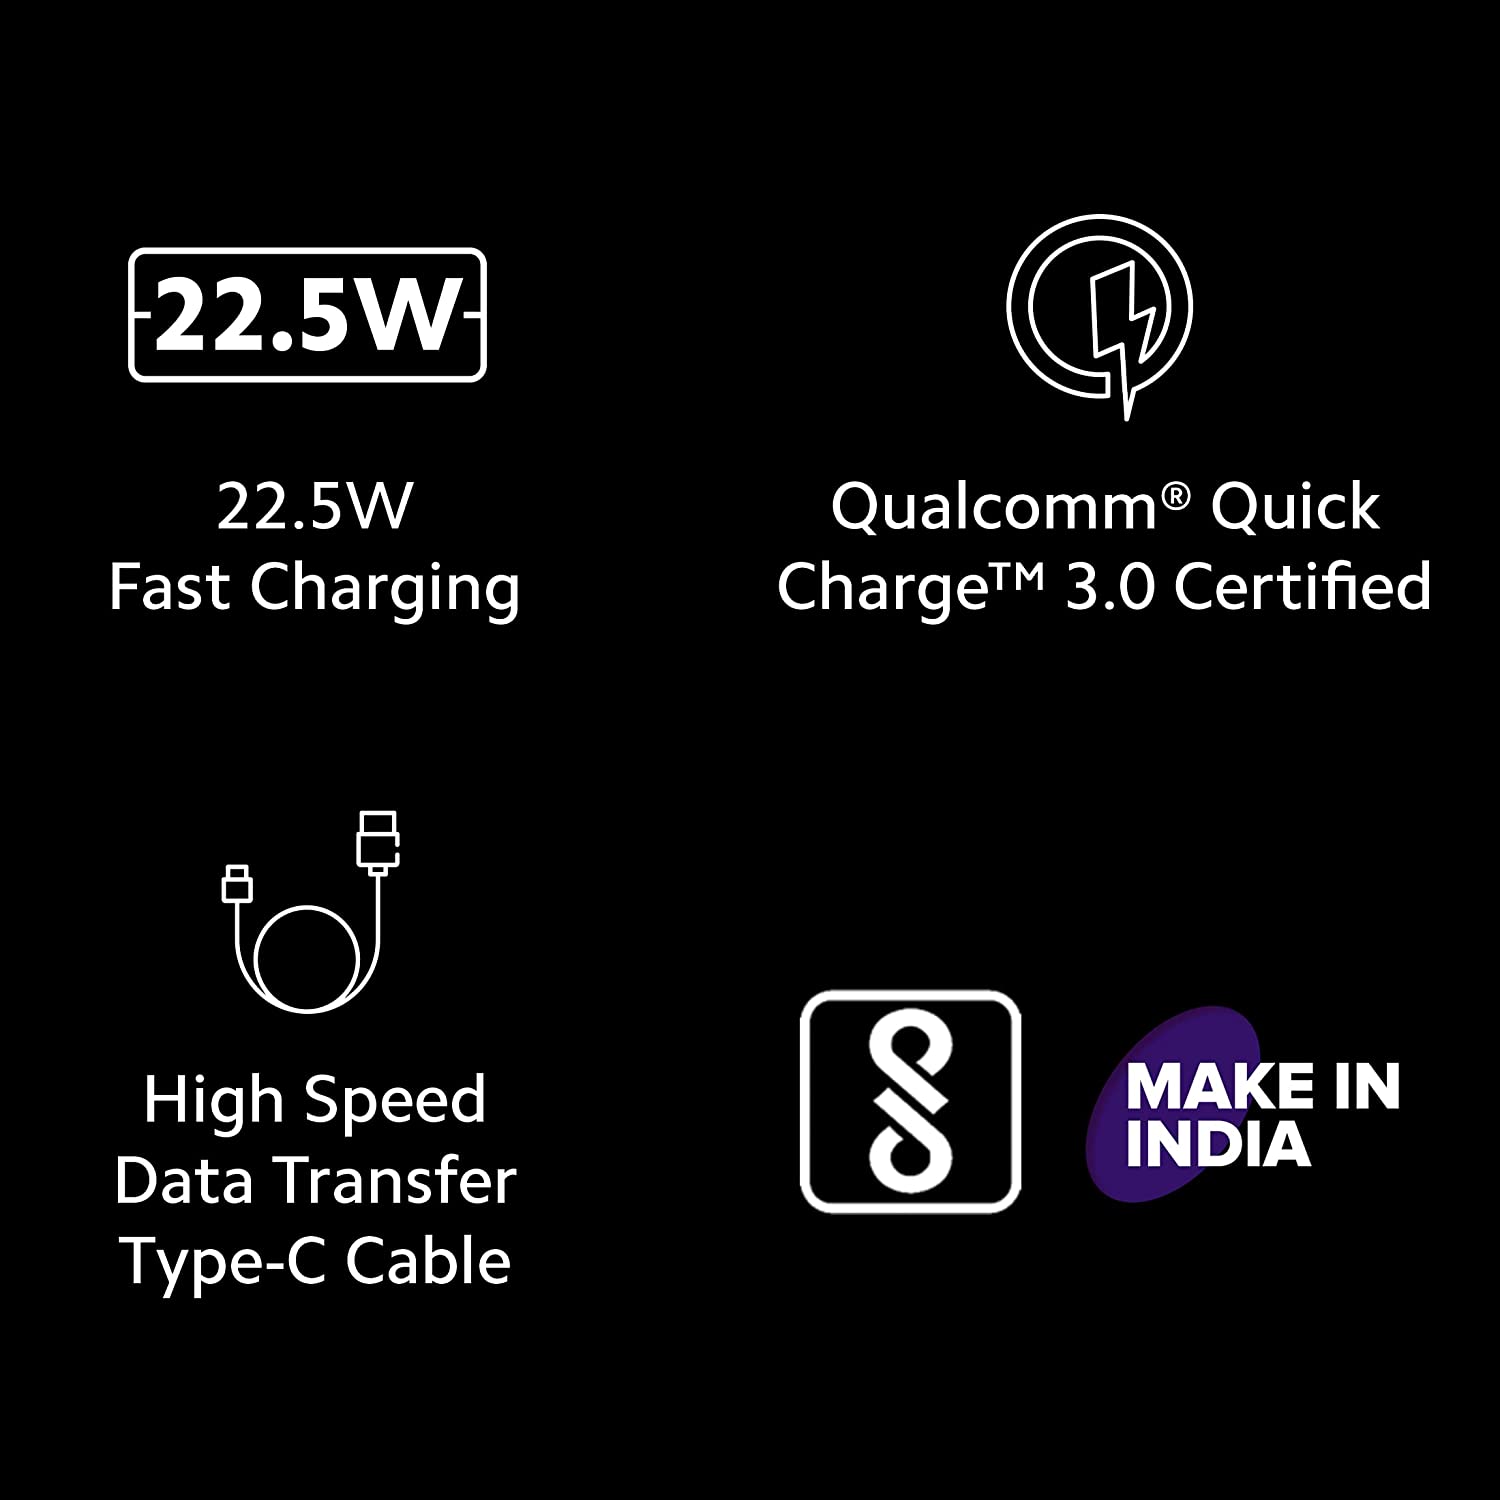 22.5W
22.5W
Fast Charging
Qualcomm® Quick
Charge™ 3.0 Certified
High Speed
Data Transfer
Type-C Cable
MAKE IN
INDIA